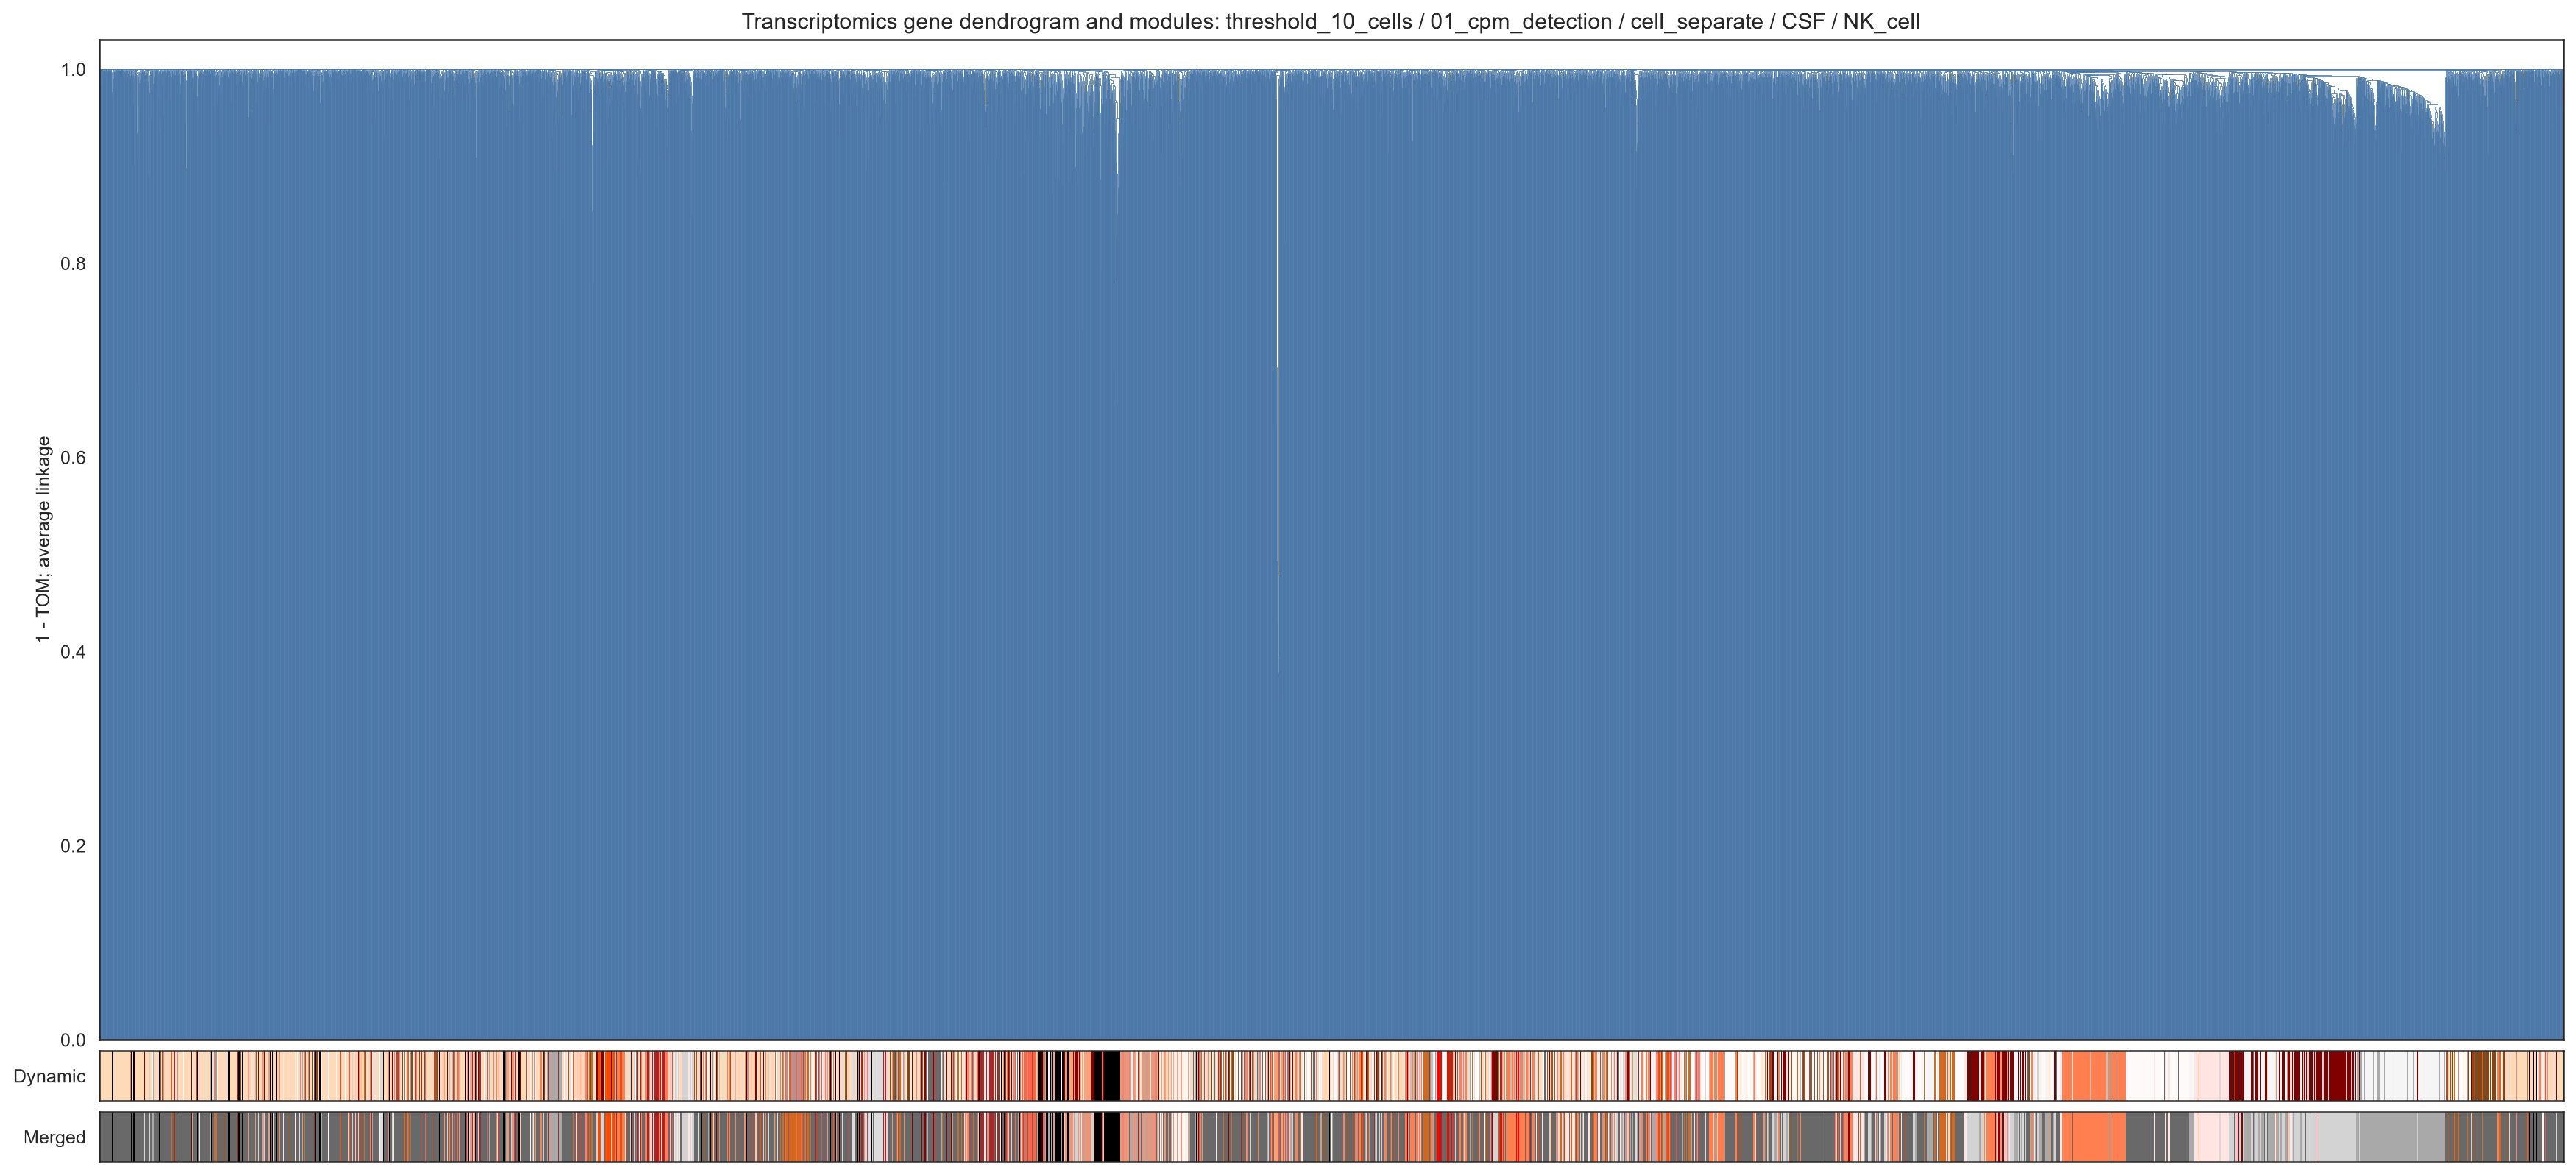 Transcriptomics gene dendrogram and modules: threshold_10_cells / 01_cpm_detection / cell_separate / CSF / NK_cell
1.0
0.8
0.6
0.4
0.2
0.0
1 - TOM; average linkage
Dynamic
Merged